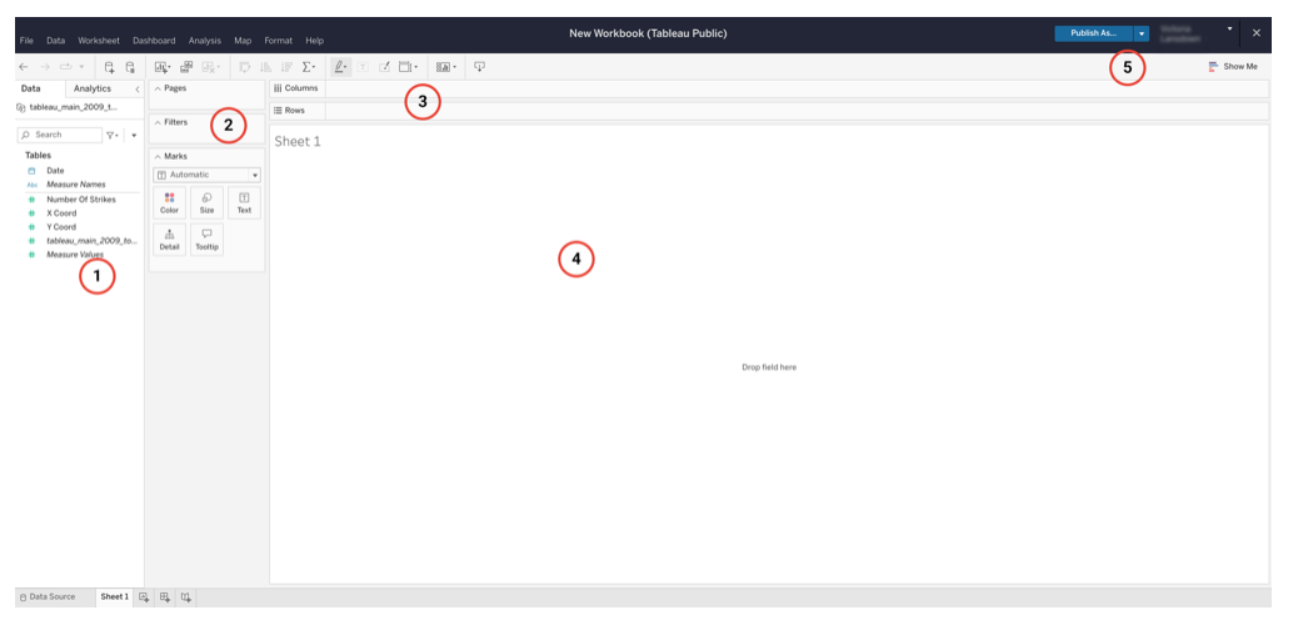 New Workbook (Tableau Public)
Publish As...
File Data Worksheet Dashboard Analysis Map Format Help
5
Show Me
Data Analytics
Pages
Columns
3
tableau_main_2009_t...
Rows
Filters
2
Search
Sheet 1
Tables
Marks
Date
Automatic
Abc Measure Names
Number Of Strikes
X Coord
Color Size Text
Y Coord
tableau_main_2009_to...
Detail Tooltip
Measure Values
4
1
Drop field here
Data Source Sheet 1